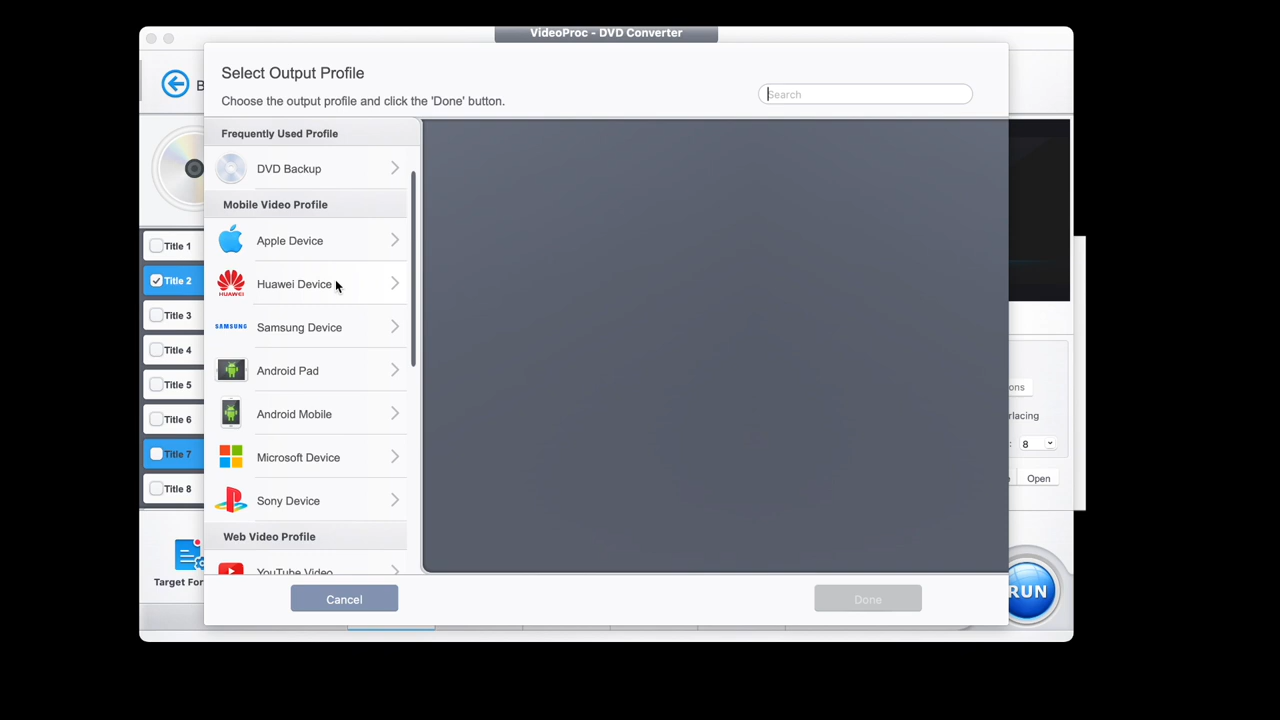 VideoProc - DVD Converter
Select Output Profile
Choose the output profile and click the 'Done' button.
Search
B
Frequently Used Profile
DVD Backup
Mobile Video Profile
Apple Device
Huawei Device
HUAWEI
Samsung Device
SAMSUNG
Android Pad
Android Mobile
Microsoft Device
Sony Device
Web Video Profile
YouTube Video
Title 1
Title 2
Title 3
Title 4
Title 5
Title 6
Title 7
Title 8
Target For
ons
rlacing
: 8
Open
Cancel
Done
RUN